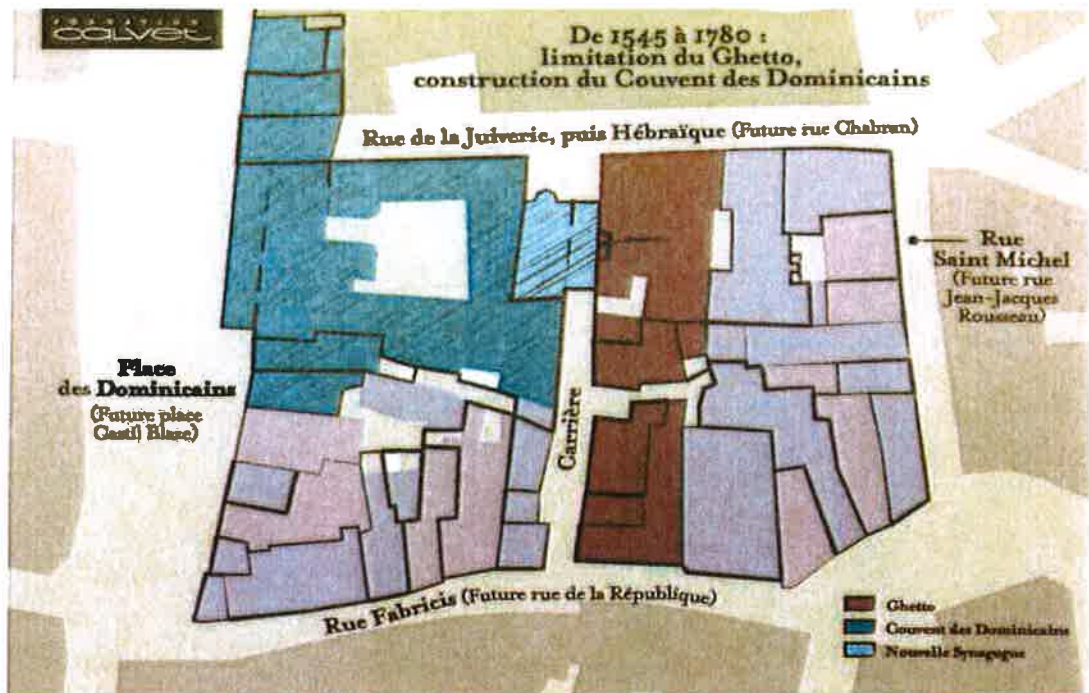 FONDATION
CALVET
De 1545 à 1780 :
limitation du Ghetto,
construction du Couvent des Dominicains
Rue de la Juiverie, puis Hébraïque (Future rue Chabran)
Rue
Saint Michel
(Future rue
Jean-Jacques
Rousseau)
Place
des Dominicains
(Future place
Castil Blaze)
Carrière
Rue Fabricis (Future rue de la République)
Ghetto
Couvent des Dominicains
Nouvelle Synagogue